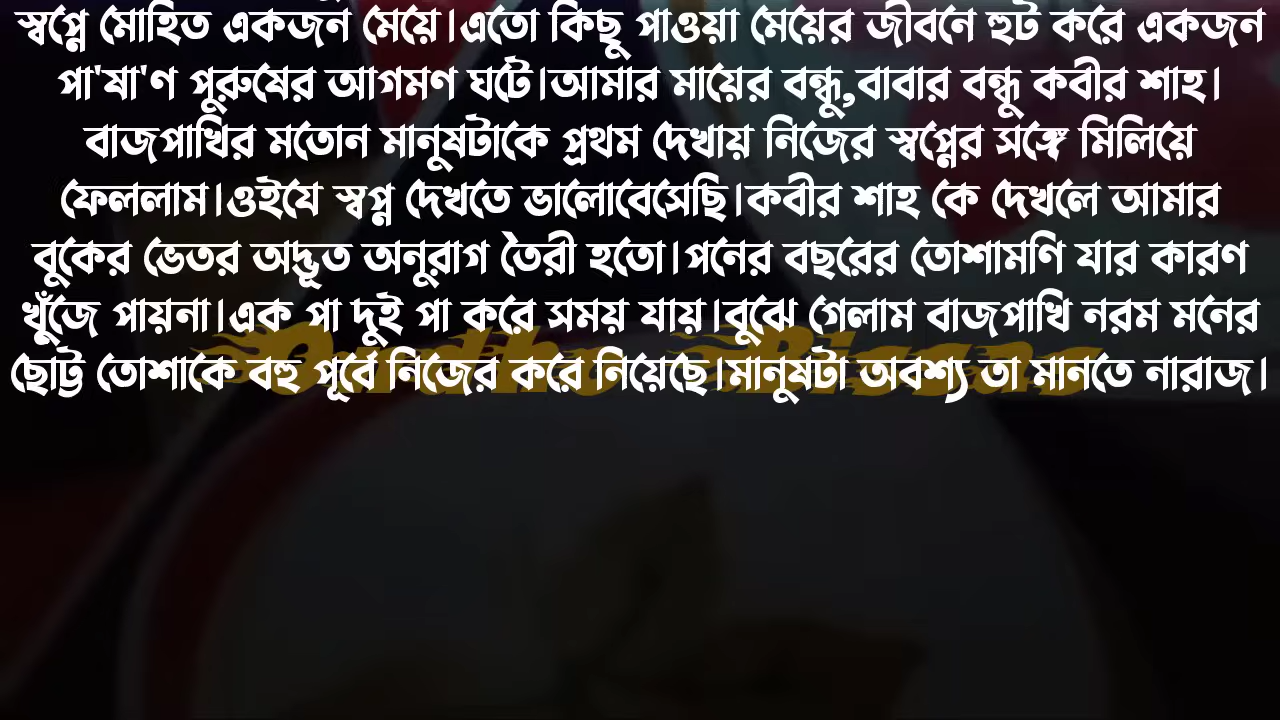 স্বপ্নে মোহিত একজন মেয়ে।এতো কিছু পাওয়া মেয়ের জীবনে হুট করে একজন
পা'ষা'ণ পুরুষের আগমণ ঘটে।আমার মায়ের বন্ধু,বাবার বন্ধু কবীর শাহ।
বাজপাখির মতোন মানুষটাকে প্রথম দেখায় নিজের স্বপ্নের সঙ্গে মিলিয়ে
ফেললাম।ওইযে স্বপ্ন দেখতে ভালোবেসেছি।কবীর শাহ কে দেখলে আমার
বুকের ভেতর অদ্ভূত অনুরাগ তৈরী হতো।পনের বছরের তোশামণি যার কারণ
খুঁজে পায়না।এক পা দুই পা করে সময় যায়।বুঝে গেলাম বাজপাখি নরম মনের
ছোট্ট তোশাকে বহু পূর্বে নিজের করে নিয়েছে।মানুষটা অবশ্য তা মানতে নারাজ।